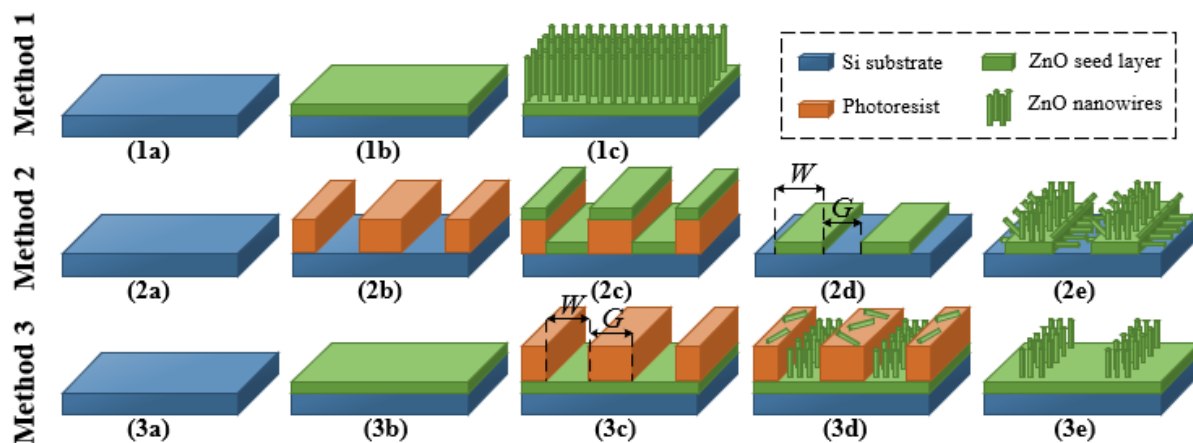 Method 1
Si substrate
ZnO seed layer
Photoresist
ZnO nanowires
(1a)
(1b)
(1c)
Method 2
W
G
(2a)
(2b)
(2c)
(2d)
(2e)
Method 3
W
G
(3a)
(3b)
(3c)
(3d)
(3e)